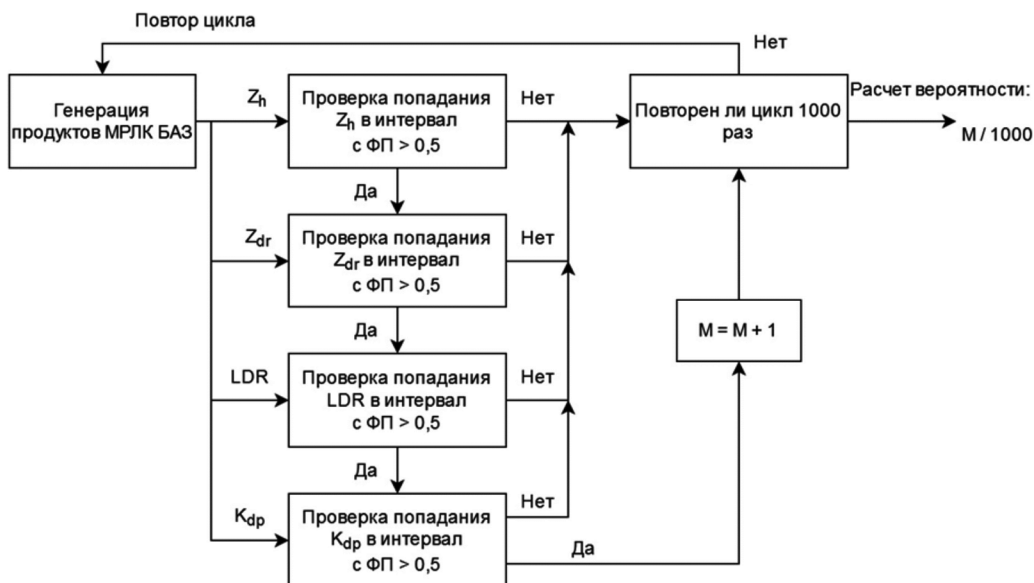 Повтор цикла
Нет
Генерация
продуктов МРЛК БАЗ
Z_h
Проверка попадания
Z_h в интервал
с ФП > 0,5
Нет
Повторен ли цикл 1000
раз
Расчет вероятности:
М / 1000
Да
Z_dr
Проверка попадания
Z_dr в интервал
с ФП > 0,5
Нет
Да
М = М + 1
LDR
Проверка попадания
LDR в интервал
с ФП > 0,5
Нет
Да
K_dp
Проверка попадания
K_dp в интервал
с ФП > 0,5
Нет
Да